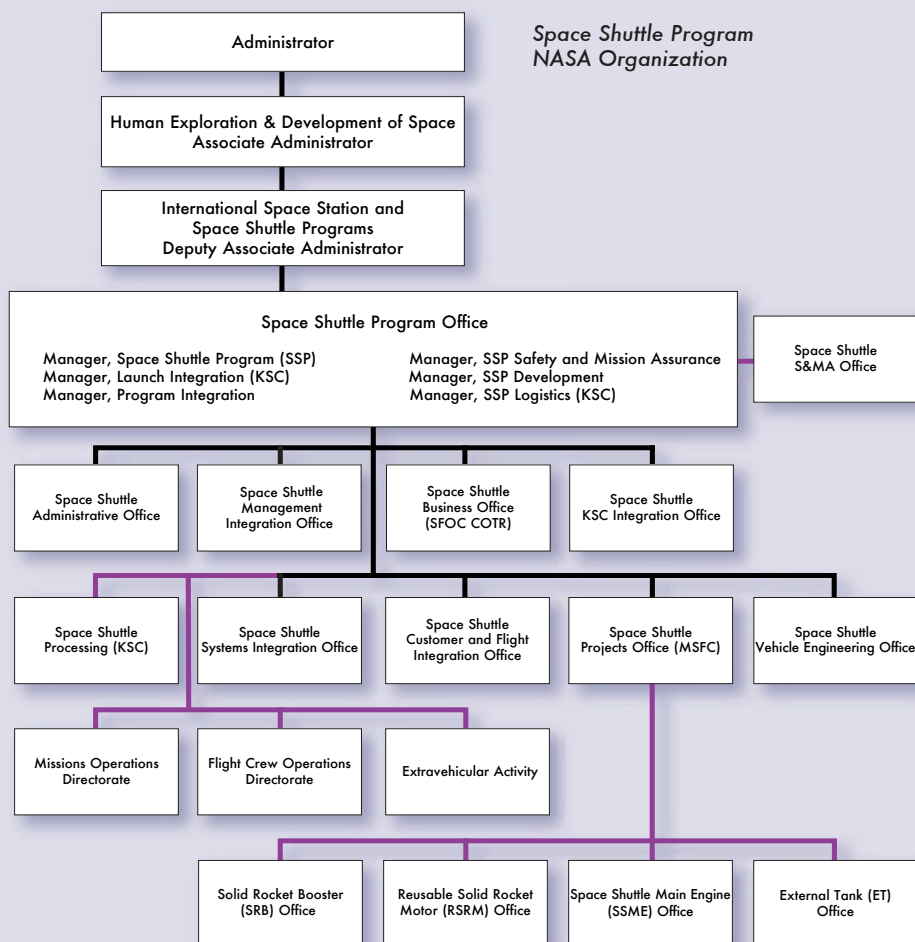 Space Shuttle Program
NASA Organization
Administrator
Human Exploration & Development of Space
Associate Administrator
International Space Station and
Space Shuttle Programs
Deputy Associate Administrator
Space Shuttle Program Office
Manager, Space Shuttle Program (SSP)
Manager, Launch Integration (KSC)
Manager, Program Integration
Manager, SSP Safety and Mission Assurance
Manager, SSP Development
Manager, SSP Logistics (KSC)
Space Shuttle
S&MA Office
Space Shuttle
Administrative Office
Space Shuttle
Management
Integration Office
Space Shuttle
Business Office
(SFOC COTR)
Space Shuttle
KSC Integration Office
Space Shuttle
Processing (KSC)
Space Shuttle
Systems Integration Office
Space Shuttle
Customer and Flight
Integration Office
Space Shuttle
Projects Office (MSFC)
Space Shuttle
Vehicle Engineering Office
Missions Operations
Directorate
Flight Crew Operations
Directorate
Extravehicular Activity
Solid Rocket Booster
(SRB) Office
Reusable Solid Rocket
Motor (RSRM) Office
Space Shuttle Main Engine
(SSME) Office
External Tank (ET)
Office